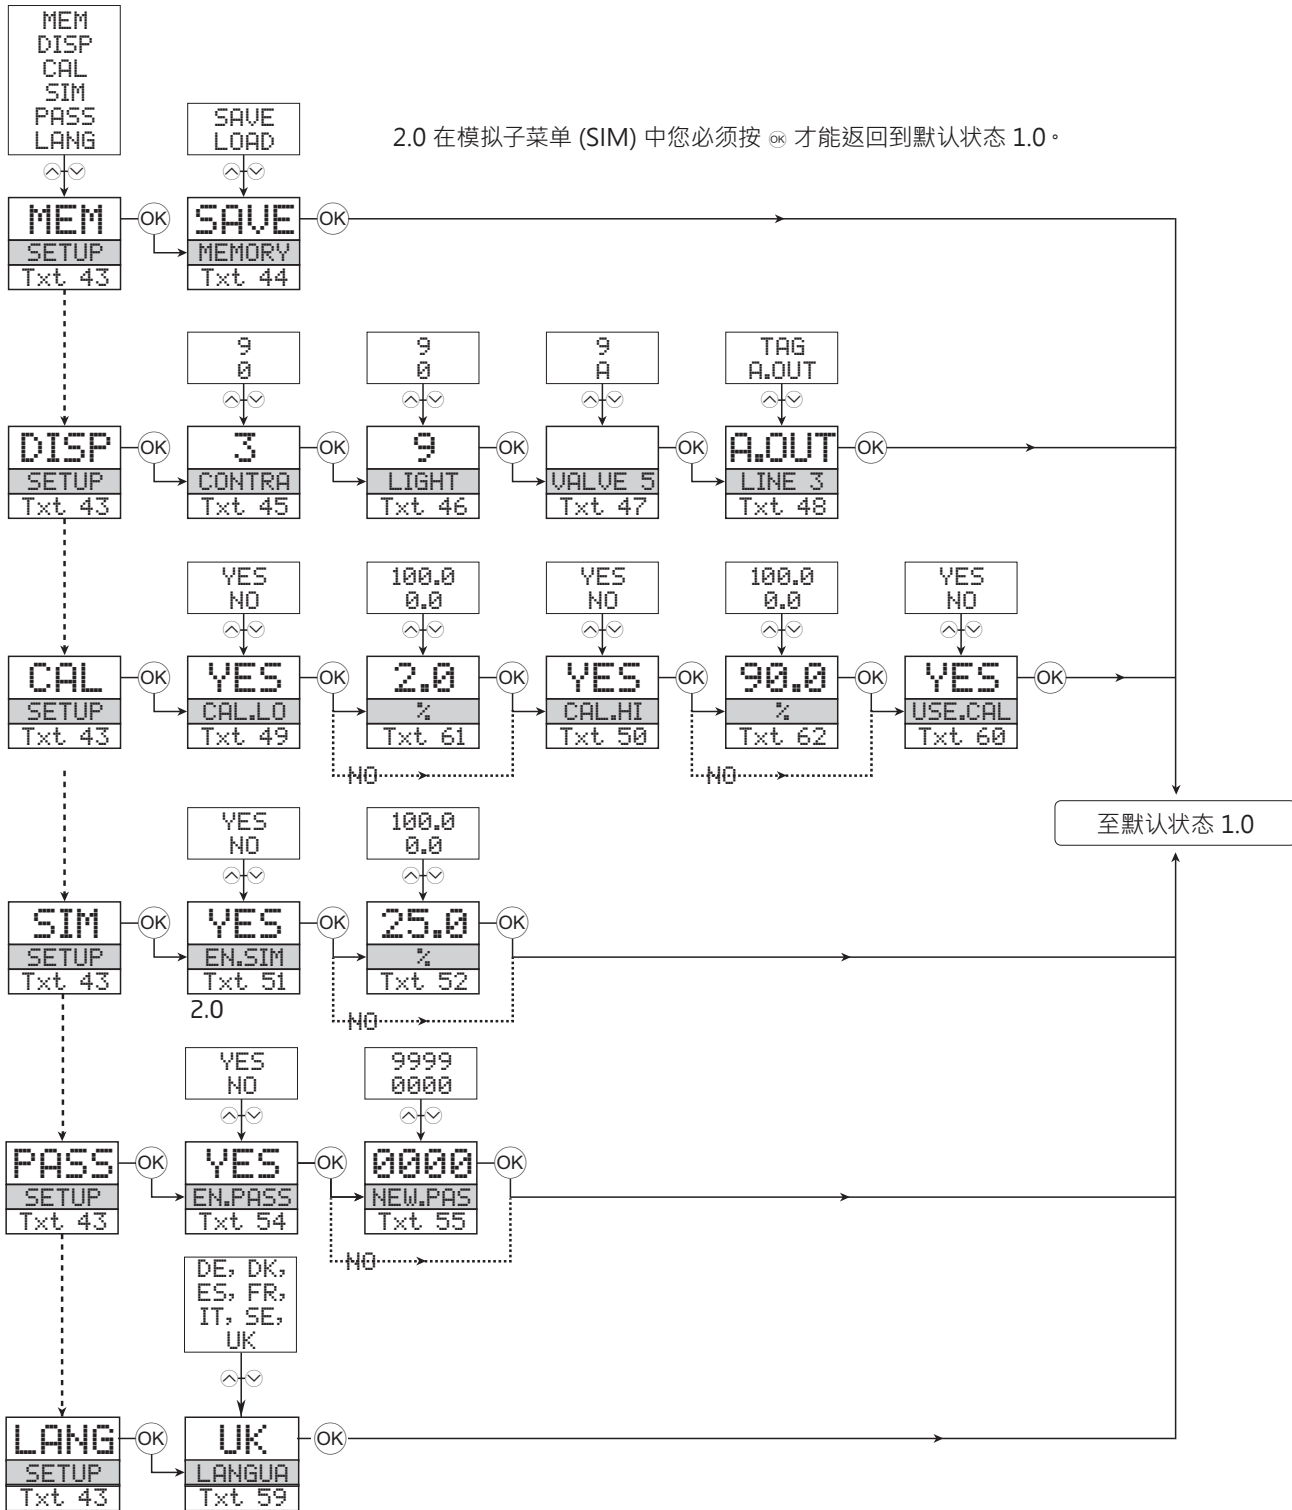 MEM
DISP
CAL
SIM
PASS
LANG
SAVE
LOAD
2.0 在模拟子菜单 (SIM) 中您必须按 OK 才能返回到默认状态 1.0。
MEM OK SAVE OK
SETUP MEMORY
Txt 43 Txt 44
9 9 9 TAG
0 0 A A.OUT
DISP OK 3 OK 9 OK OK A.OUT OK
SETUP CONTRA LIGHT VALVE 5 LINE 3
Txt 43 Txt 45 Txt 46 Txt 47 Txt 48
YES 100.0 YES 100.0 YES
NO 0.0 NO 0.0 NO
CAL OK YES OK 2.0 OK YES OK 90.0 OK YES OK
SETUP CAL.LO % CAL.HI % USE.CAL
Txt 43 Txt 49 Txt 61 Txt 50 Txt 62 Txt 60
NO NO
至默认状态 1.0
YES 100.0
NO 0.0
SIM OK YES OK 25.0 OK
SETUP EN.SIM %
Txt 43 Txt 51 Txt 52
2.0
NO
YES 9999
NO 0000
PASS OK YES OK 0000 OK
SETUP EN.PASS NEW.PAS
Txt 43 Txt 54 Txt 55
NO
DE, DK,
ES, FR,
IT, SE,
UK
LANG OK UK OK
SETUP LANGUA
Txt 43 Txt 59